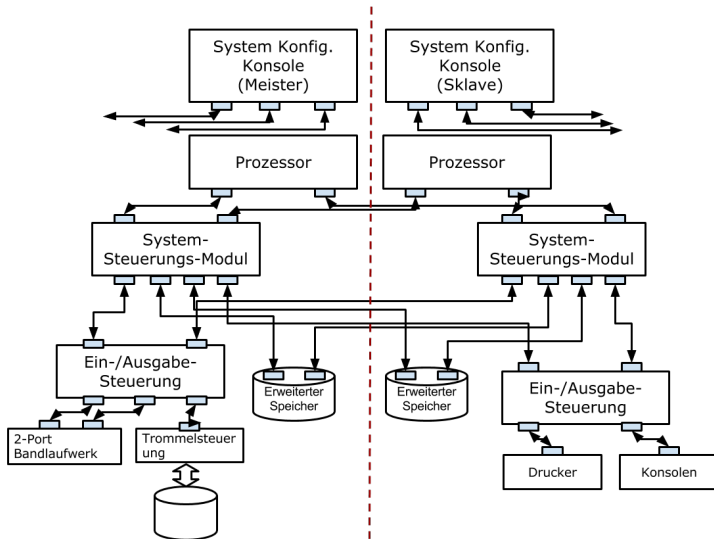 System Konfig.
Konsole
(Meister)
System Konfig.
Konsole
(Sklave)
Prozessor
Prozessor
System-
Steuerungs-Modul
System-
Steuerungs-Modul
Ein-/Ausgabe-
Steuerung
Erweiterter
Speicher
Erweiterter
Speicher
Ein-/Ausgabe-
Steuerung
2-Port
Bandlaufwerk
Trommelsteuer
ung
Drucker
Konsolen